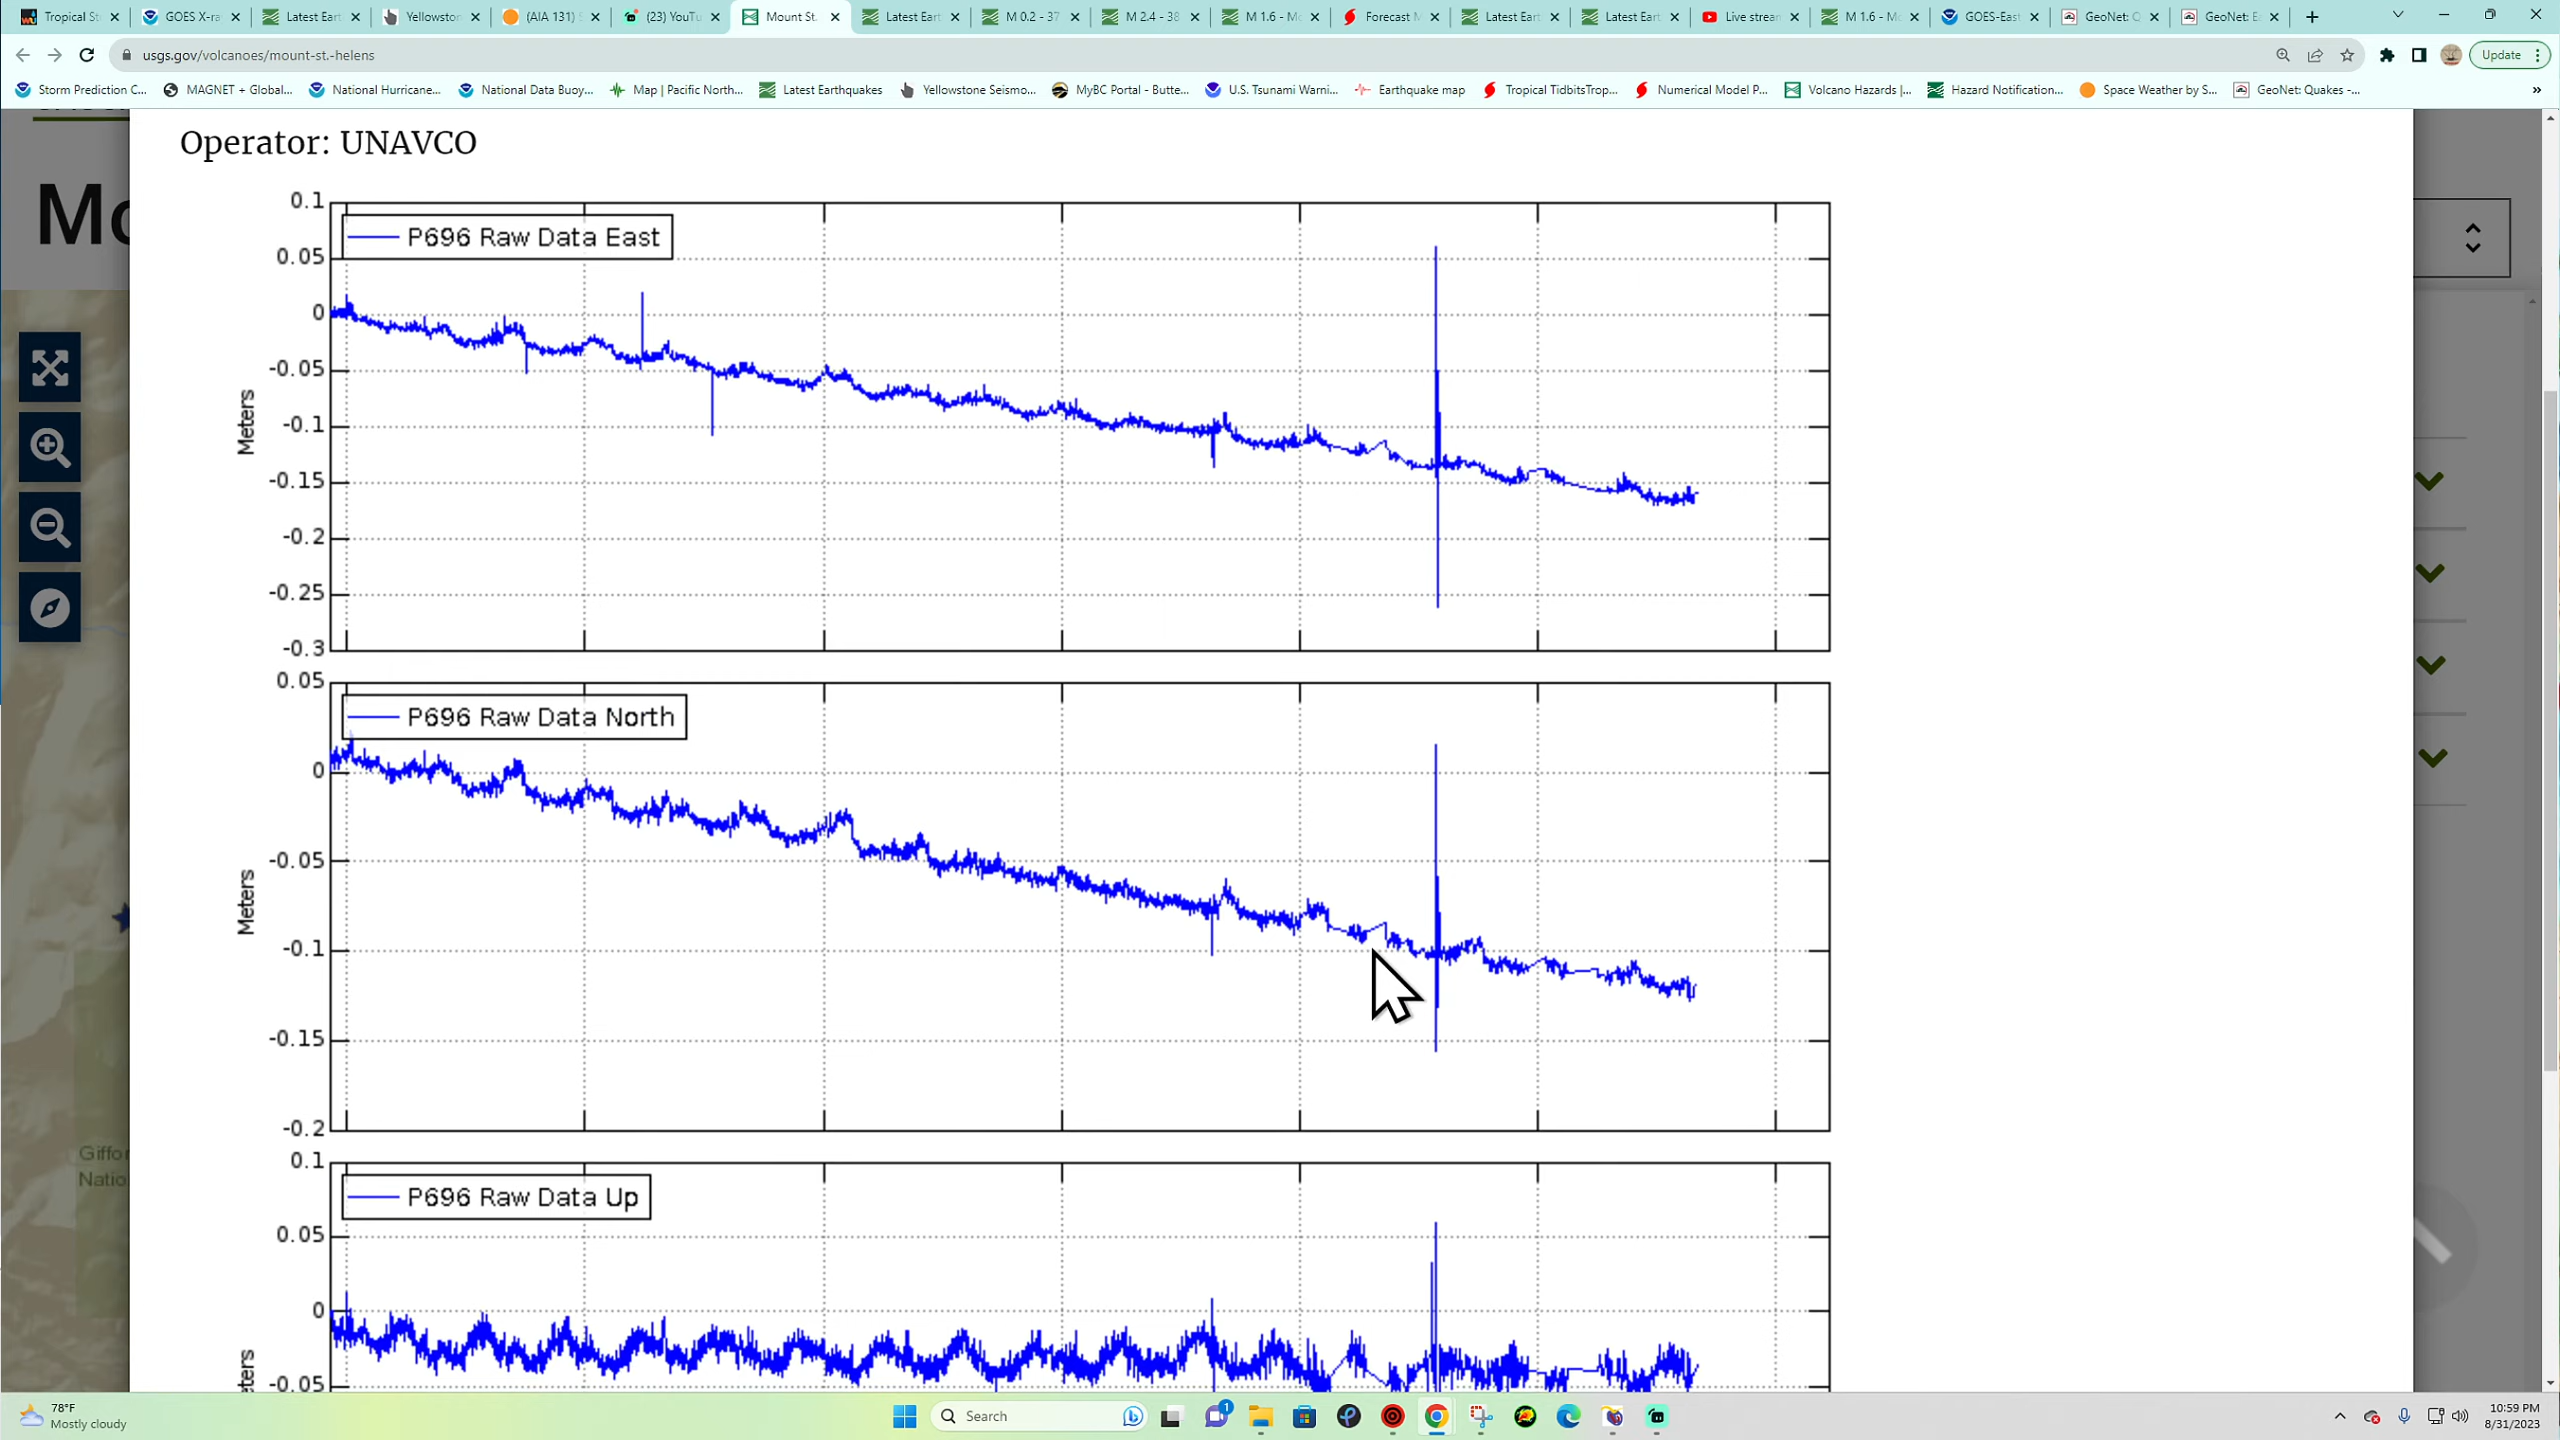 Tropical St
GOES X-ra
Latest Eart
Yellowston
(AIA 131) S
(23) YouTu
Mount St.
Latest Eart
M 0.2 - 37
M 2.4 - 38
M 1.6 - Mo
Forecast M
Latest Eart
Latest Eart
Live strear
M 1.6 - Mo
GOES-East
GeoNet: Q
GeoNet: E
usgs.gov/volcanoes/mount-st.-helens
Update
Storm Prediction C...
MAGNET + Global...
National Hurricane...
National Data Buoy...
Map | Pacific North...
Latest Earthquakes
Yellowstone Seismo...
MyBC Portal - Butte...
U.S. Tsunami Warni...
Earthquake map
Tropical TidbitsTrop...
Numerical Model P...
Volcano Hazards |...
Hazard Notification...
Space Weather by S...
GeoNet: Quakes -...
»
Mo
Operator: UNAVCO
0.1
0.05
0
-0.05
-0.1
-0.15
-0.2
-0.25
-0.3
Meters
P696 Raw Data East
0.05
0
-0.05
-0.1
-0.15
-0.2
Meters
P696 Raw Data North
0.1
0.05
0
-0.05
eters
P696 Raw Data Up
Giffor
Natio
78°F
Mostly cloudy
Search
1
10:59 PM
8/31/2023